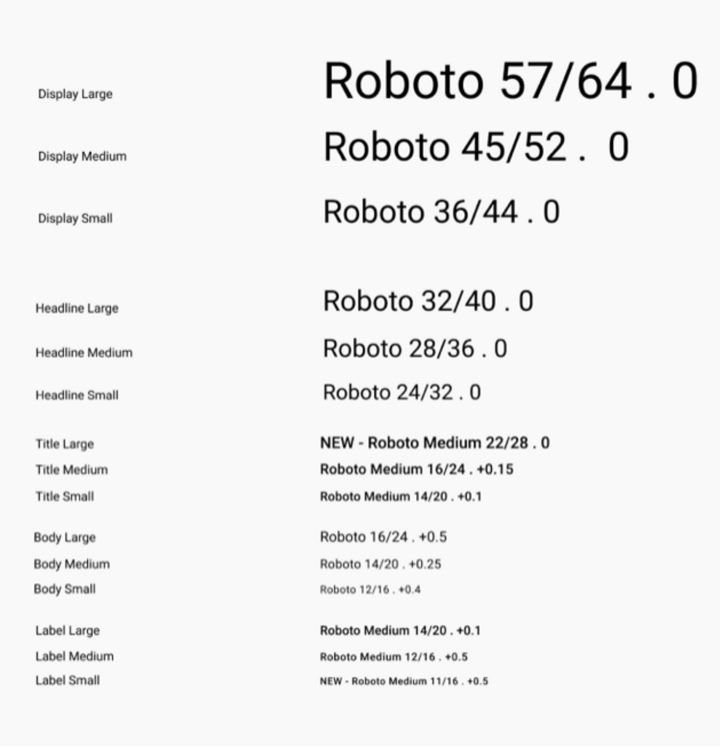 Display Large Roboto 57/64 . 0
Display Medium Roboto 45/52 . 0
Display Small Roboto 36/44 . 0
Headline Large Roboto 32/40 . 0
Headline Medium Roboto 28/36 . 0
Headline Small Roboto 24/32 . 0
Title Large NEW - Roboto Medium 22/28 . 0
Title Medium Roboto Medium 16/24 . +0.15
Title Small Roboto Medium 14/20 . +0.1
Body Large Roboto 16/24 . +0.5
Body Medium Roboto 14/20 . +0.25
Body Small Roboto 12/16 . +0.4
Label Large Roboto Medium 14/20 . +0.1
Label Medium Roboto Medium 12/16 . +0.5
Label Small NEW - Roboto Medium 11/16 . +0.5